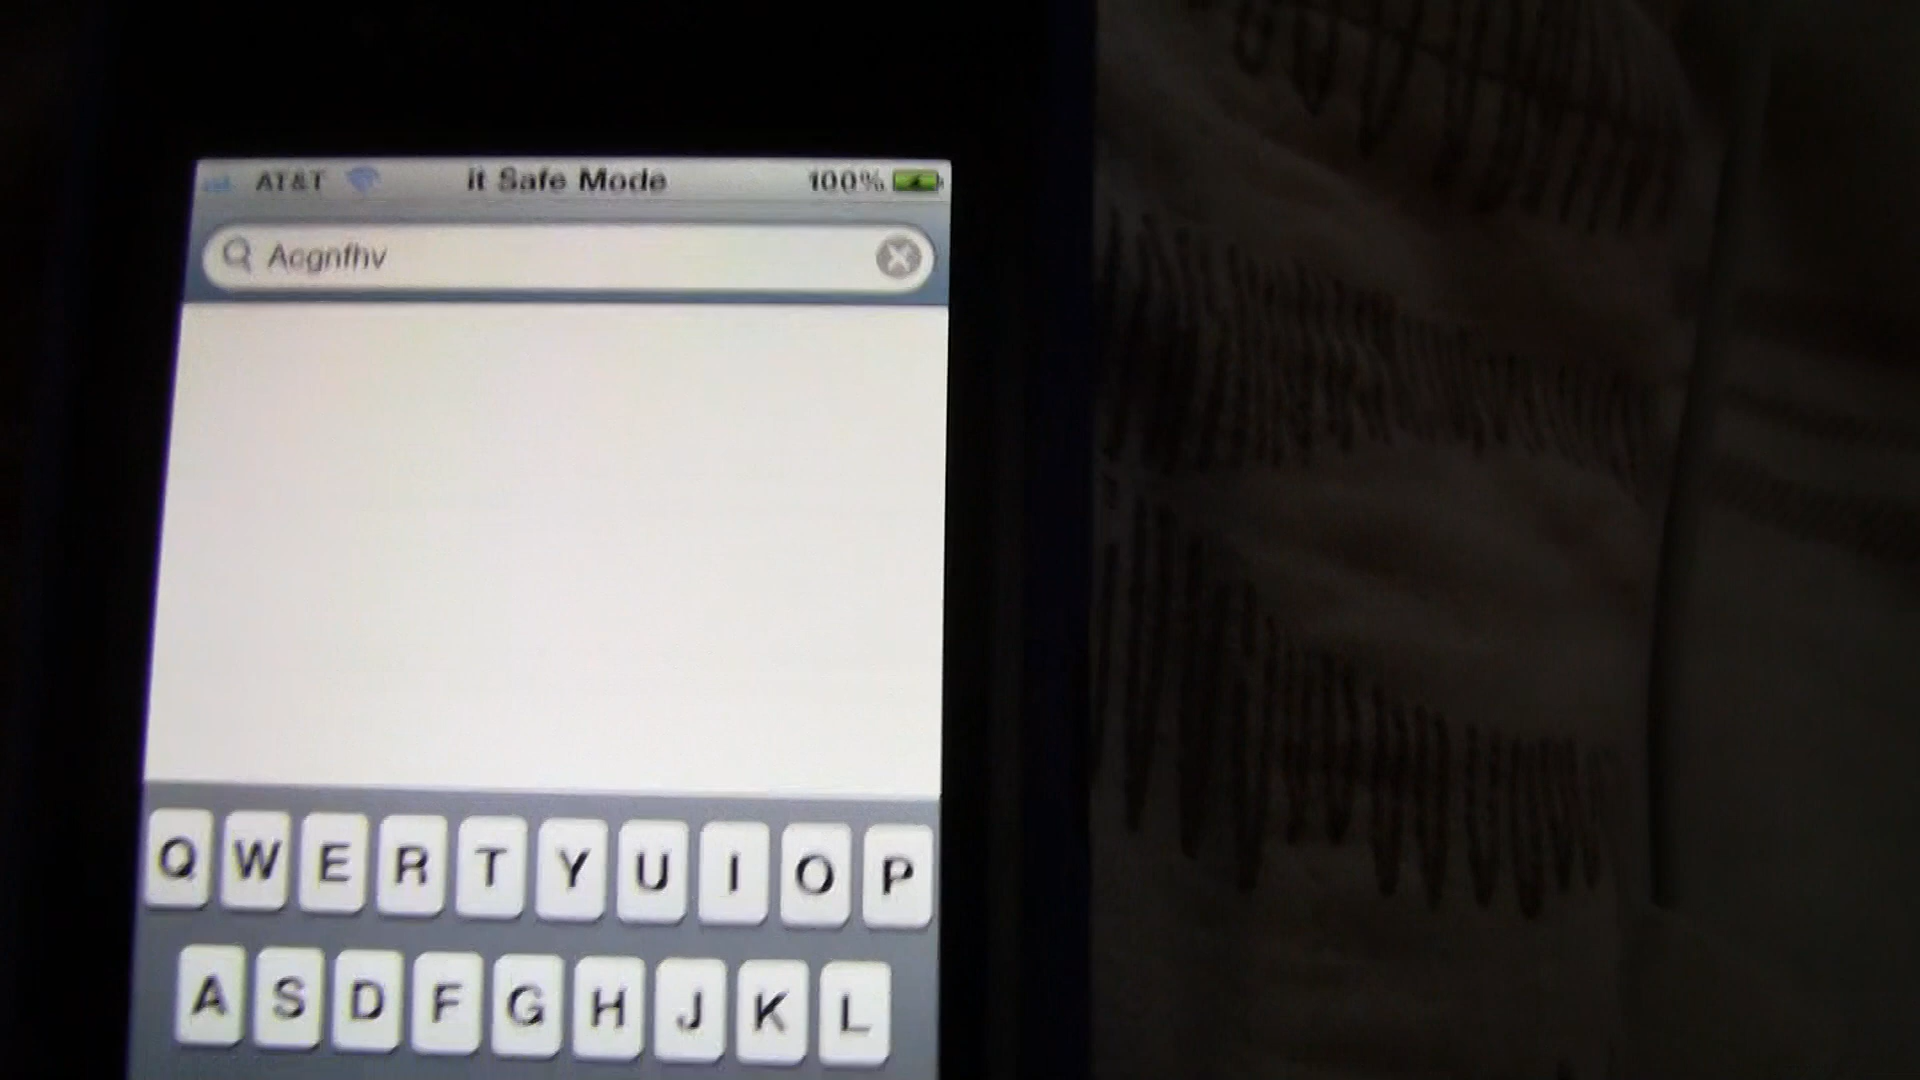 AT&T it Safe Mode 100%
Acgnfhv
Q W E R T Y U I O P
A S D F G H J K L